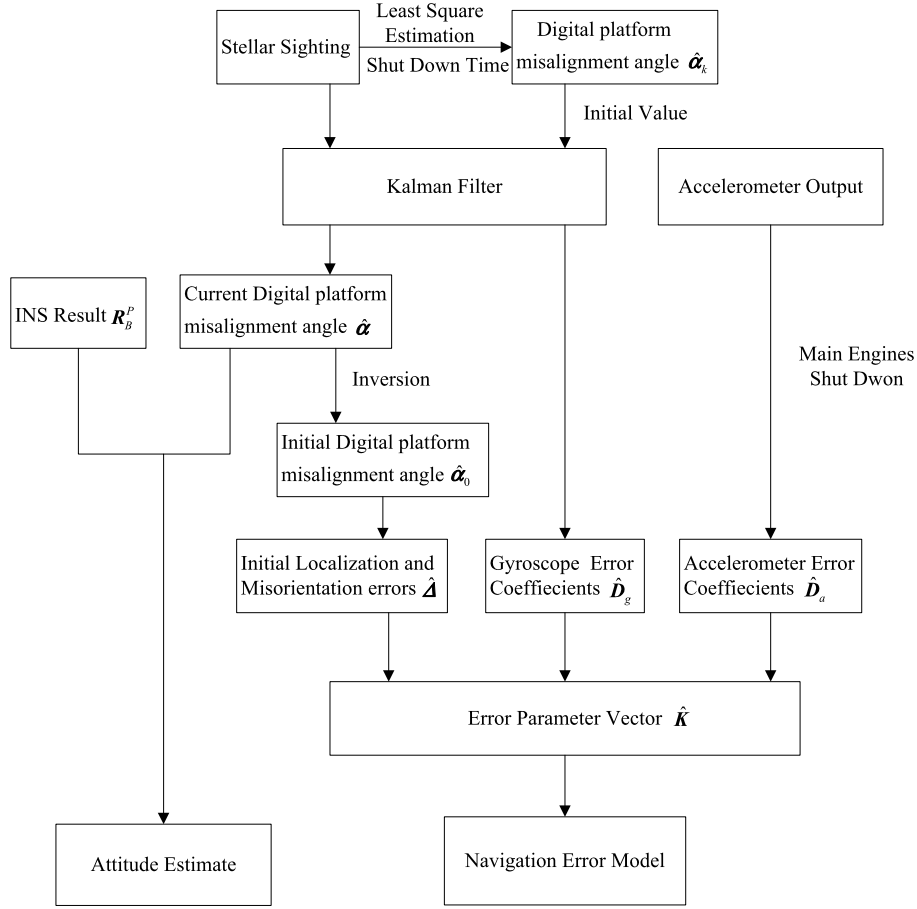 Least Square
Estimation
Shut Down Time
Stellar Sighting
Digital platform
misalignment angle α̂ₖ
Initial Value
Kalman Filter
Accelerometer Output
INS Result R_B^P
Current Digital platform
misalignment angle α̂
Main Engines
Shut Dwon
Inversion
Initial Digital platform
misalignment angle α̂₀
Initial Localization and
Misorientation errors Δ̂
Gyroscope Error
Coeffiecients D̂_g
Accelerometer Error
Coeffiecients D̂ₐ
Error Parameter Vector K̂
Attitude Estimate
Navigation Error Model